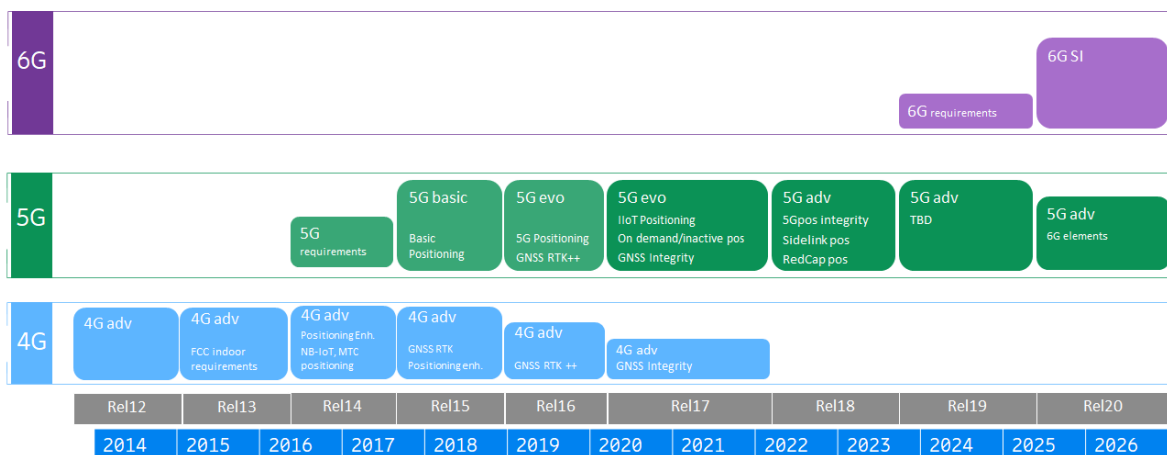 6G
6G SI
6G requirements
5G
5G
requirements
5G basic
Basic
Positioning
5G evo
5G Positioning
GNSS RTK++
5G evo
IIoT Positioning
On demand/inactive pos
GNSS Integrity
5G adv
5Gpos integrity
Sidelink pos
RedCap pos
5G adv
TBD
5G adv
6G elements
4G
4G adv
4G adv
FCC indoor
requirements
4G adv
Positioning Enh.
NB-IoT, MTC
positioning
4G adv
GNSS RTK
Positioning enh.
4G adv
GNSS RTK ++
4G adv
GNSS Integrity
Rel12 Rel13 Rel14 Rel15 Rel16 Rel17 Rel18 Rel19 Rel20
2014 2015 2016 2017 2018 2019 2020 2021 2022 2023 2024 2025 2026